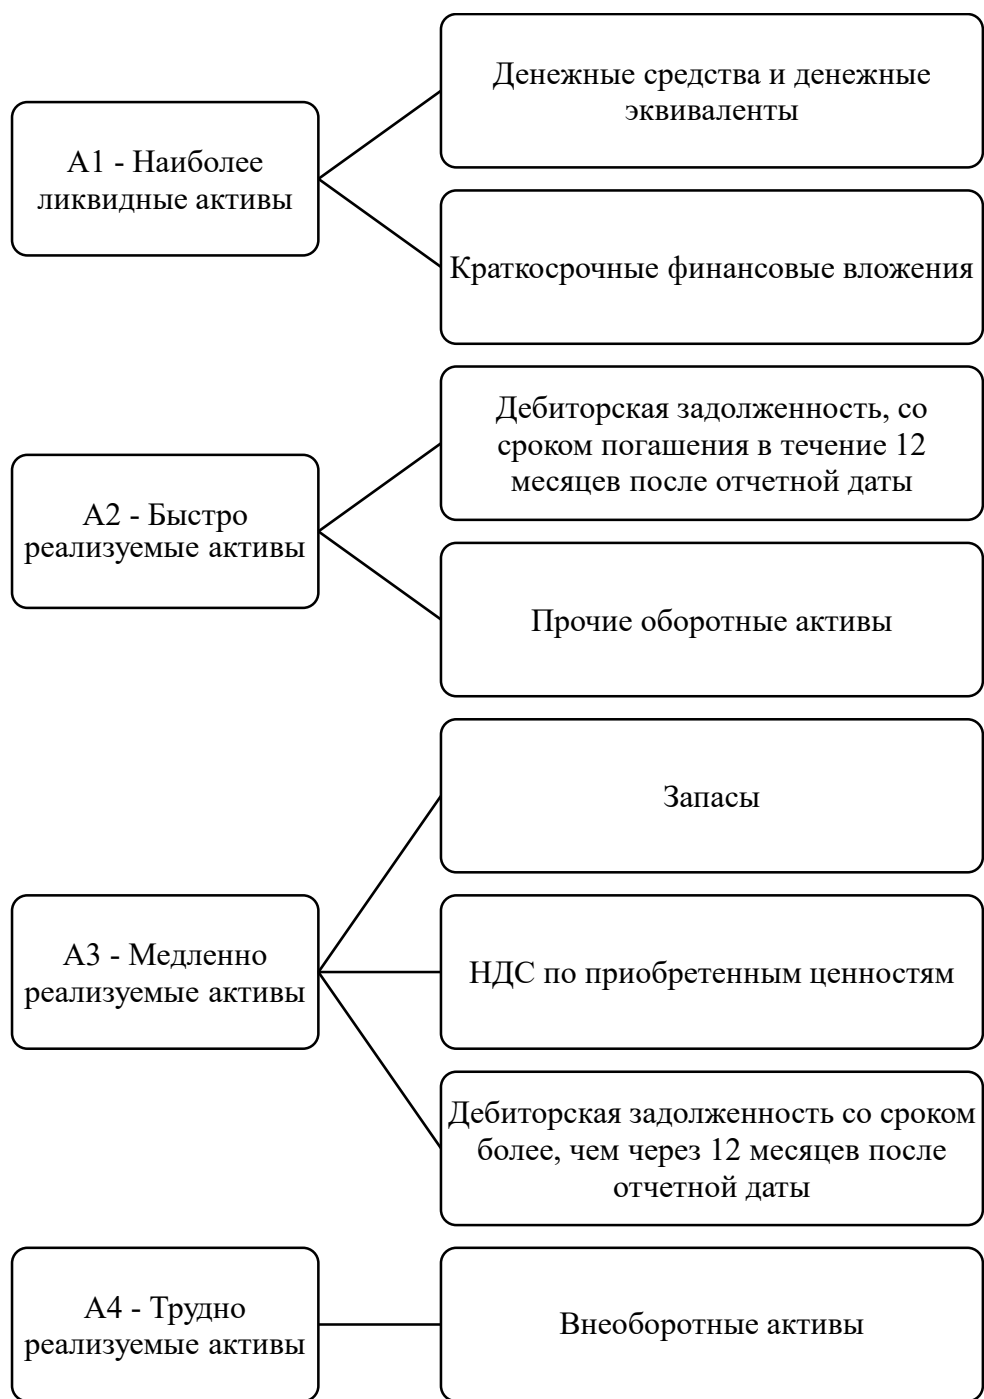 А1 - Наиболее
ликвидные активы
Денежные средства и денежные
эквиваленты
Краткосрочные финансовые вложения
А2 - Быстро
реализуемые активы
Дебиторская задолженность, со
сроком погашения в течение 12
месяцев после отчетной даты
Прочие оборотные активы
А3 - Медленно
реализуемые активы
Запасы
НДС по приобретенным ценностям
Дебиторская задолженность со сроком
более, чем через 12 месяцев после
отчетной даты
А4 - Трудно
реализуемые активы
Внеоборотные активы